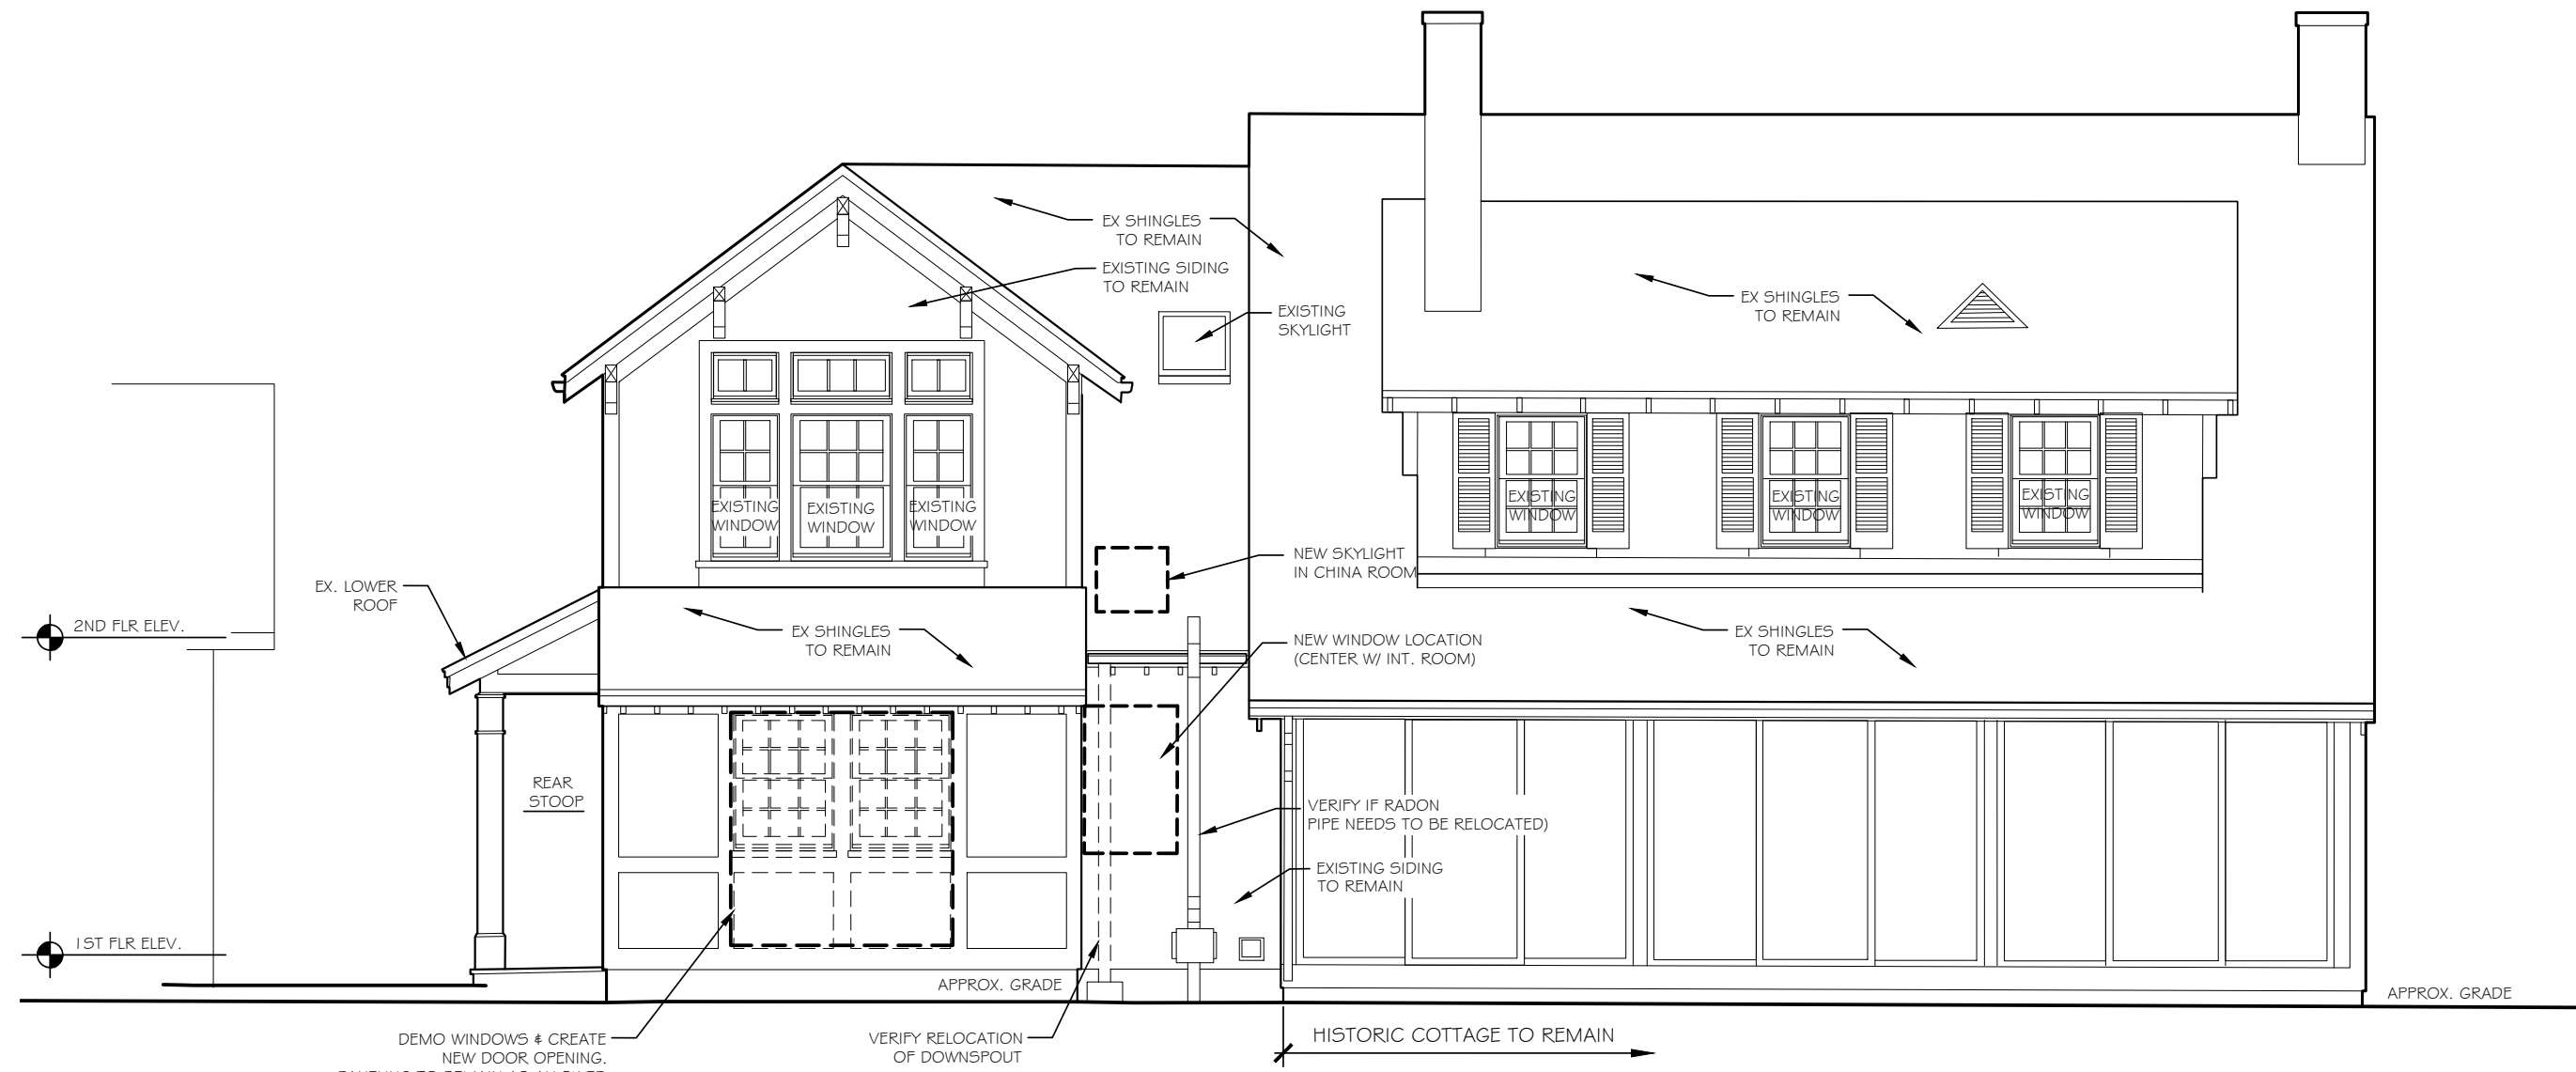 EX SHINGLES
TO REMAIN
EXISTING SIDING
TO REMAIN
EXISTING
SKYLIGHT
EX SHINGLES
TO REMAIN
EXISTING
WINDOW
EXISTING
WINDOW
EXISTING
WINDOW
EXISTING
WINDOW
EXISTING
WINDOW
EXISTING
WINDOW
NEW SKYLIGHT
IN CHINA ROOM
EX. LOWER
ROOF
2ND FLR ELEV.
EX SHINGLES
TO REMAIN
NEW WINDOW LOCATION
(CENTER W/ INT. ROOM)
EX SHINGLES
TO REMAIN
REAR
STOOP
VERIFY IF RADON
PIPE NEEDS TO BE RELOCATED)
EXISTING SIDING
TO REMAIN
1ST FLR ELEV.
APPROX. GRADE
APPROX. GRADE
DEMO WINDOWS & CREATE
NEW DOOR OPENING.
VERIFY RELOCATION
OF DOWNSPOUT
HISTORIC COTTAGE TO REMAIN